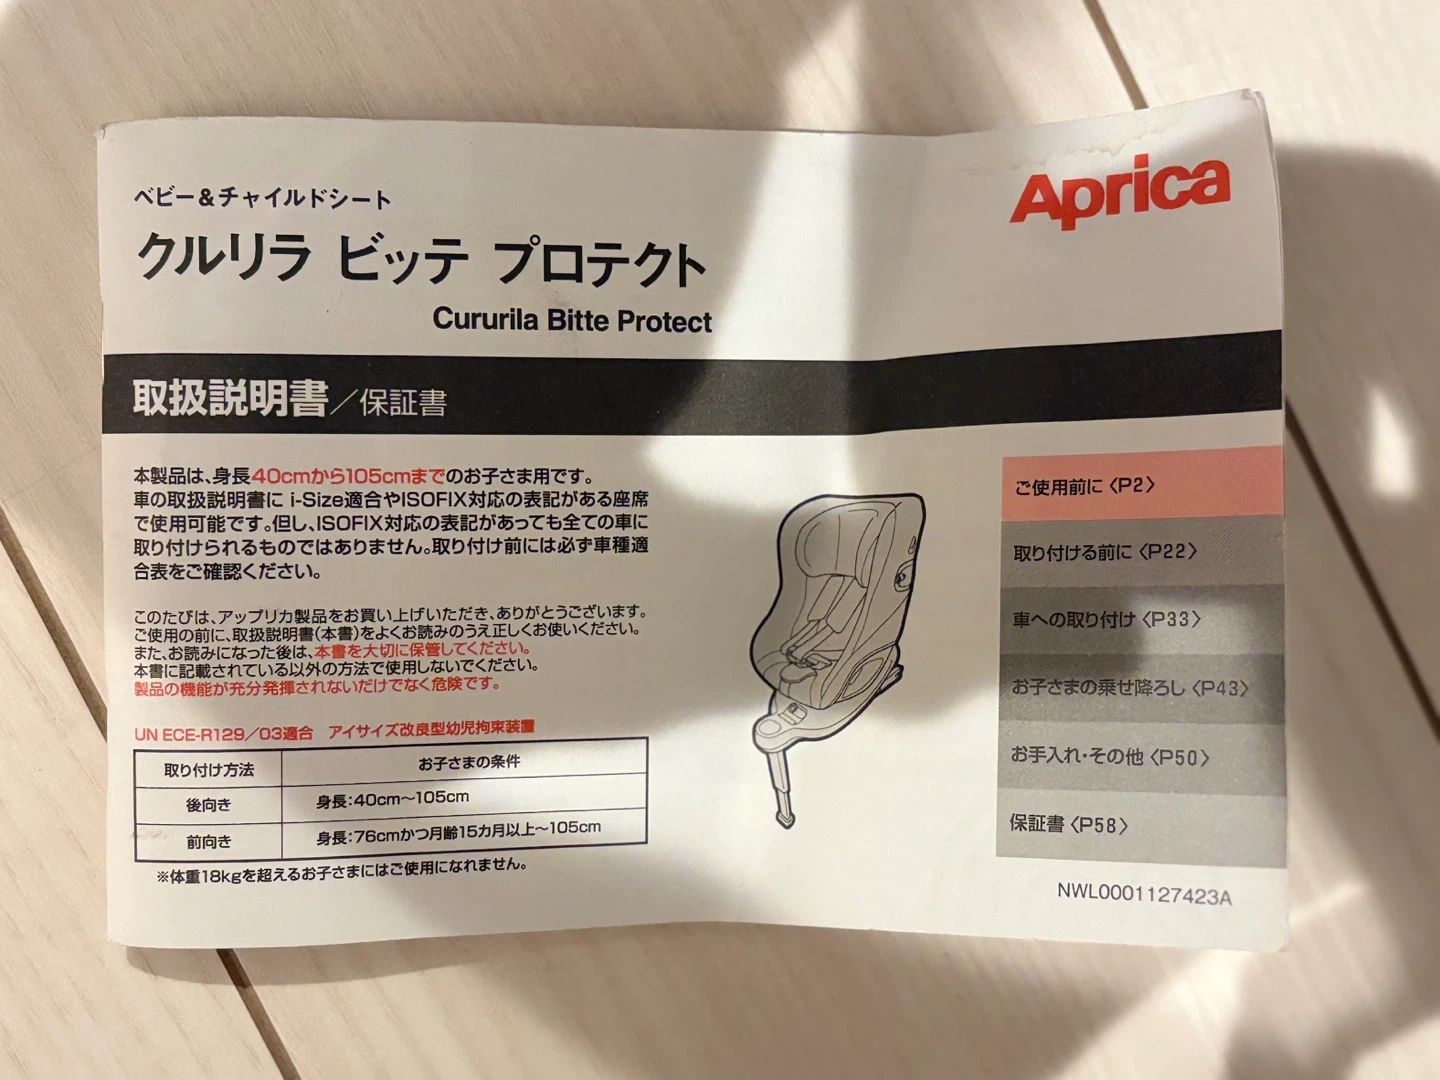 Aprica
ベビー&チャイルドシート
クルリラ ビッテ プロテクト
Cururila Bitte Protect
取扱説明書/保証書
本製品は、身長40cmから105cmまでのお子さま用です。
車の取扱説明書に i-Size適合やISOFIX対応の表記がある座席
で使用可能です。但し、ISOFIX対応の表記があっても全ての車に
取り付けられるものではありません。取り付け前には必ず車種適
合表をご確認ください。
このたびは、アップリカ製品をお買い上げいただき、ありがとうございます。
ご使用の前に、取扱説明書(本書)をよくお読みのうえ正しくお使いください。
また、お読みになった後は、本書を大切に保管してください。
本書に記載されている以外の方法で使用しないでください。
製品の機能が充分発揮されないだけでなく危険です。
UN ECE-R129/03適合 アイサイズ改良型幼児拘束装置
取り付け方法 お子さまの条件
後向き 身長:40cm〜105cm
前向き 身長:76cmかつ月齢15カ月以上〜105cm
※体重18kgを超えるお子さまにはご使用になれません。
ご使用前に〈P2〉
取り付ける前に〈P22〉
車への取り付け〈P33〉
お子さまの乗せ降ろし〈P43〉
お手入れ・その他〈P50〉
保証書〈P58〉
NWL0001127423A